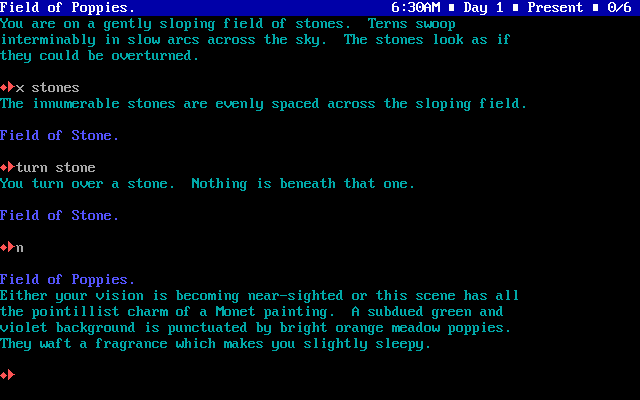 Field of Poppies. 6:30AM ■ Day 1 ■ Present ■ 0/6
You are on a gently sloping field of stones.  Terns swoop
interminably in slow arcs across the sky.  The stones look as if
they could be overturned.
x stones
The innumerable stones are evenly spaced across the sloping field.
Field of Stone.
turn stone
You turn over a stone.  Nothing is beneath that one.
Field of Stone.
n
Field of Poppies.
Either your vision is becoming near-sighted or this scene has all
the pointillist charm of a Monet painting.  A subdued green and
violet background is punctuated by bright orange meadow poppies.
They waft a fragrance which makes you slightly sleepy.